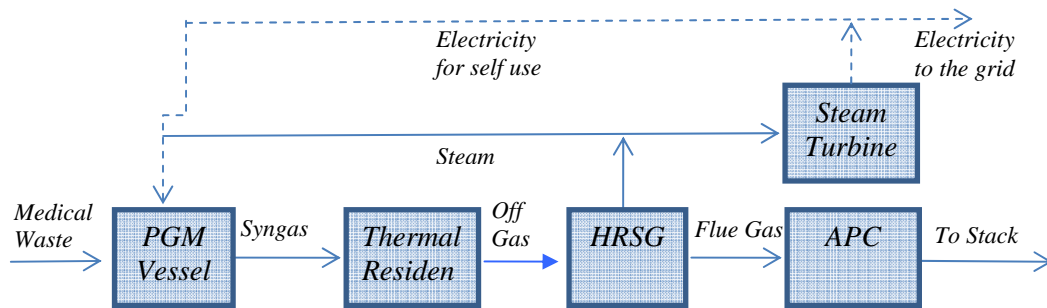 Electricity
for self use
Electricity
to the grid
Steam
Turbine
Steam
Medical
Waste
PGM
Vessel
Syngas
Thermal
Residen
Off
Gas
HRSG
Flue Gas
APC
To Stack